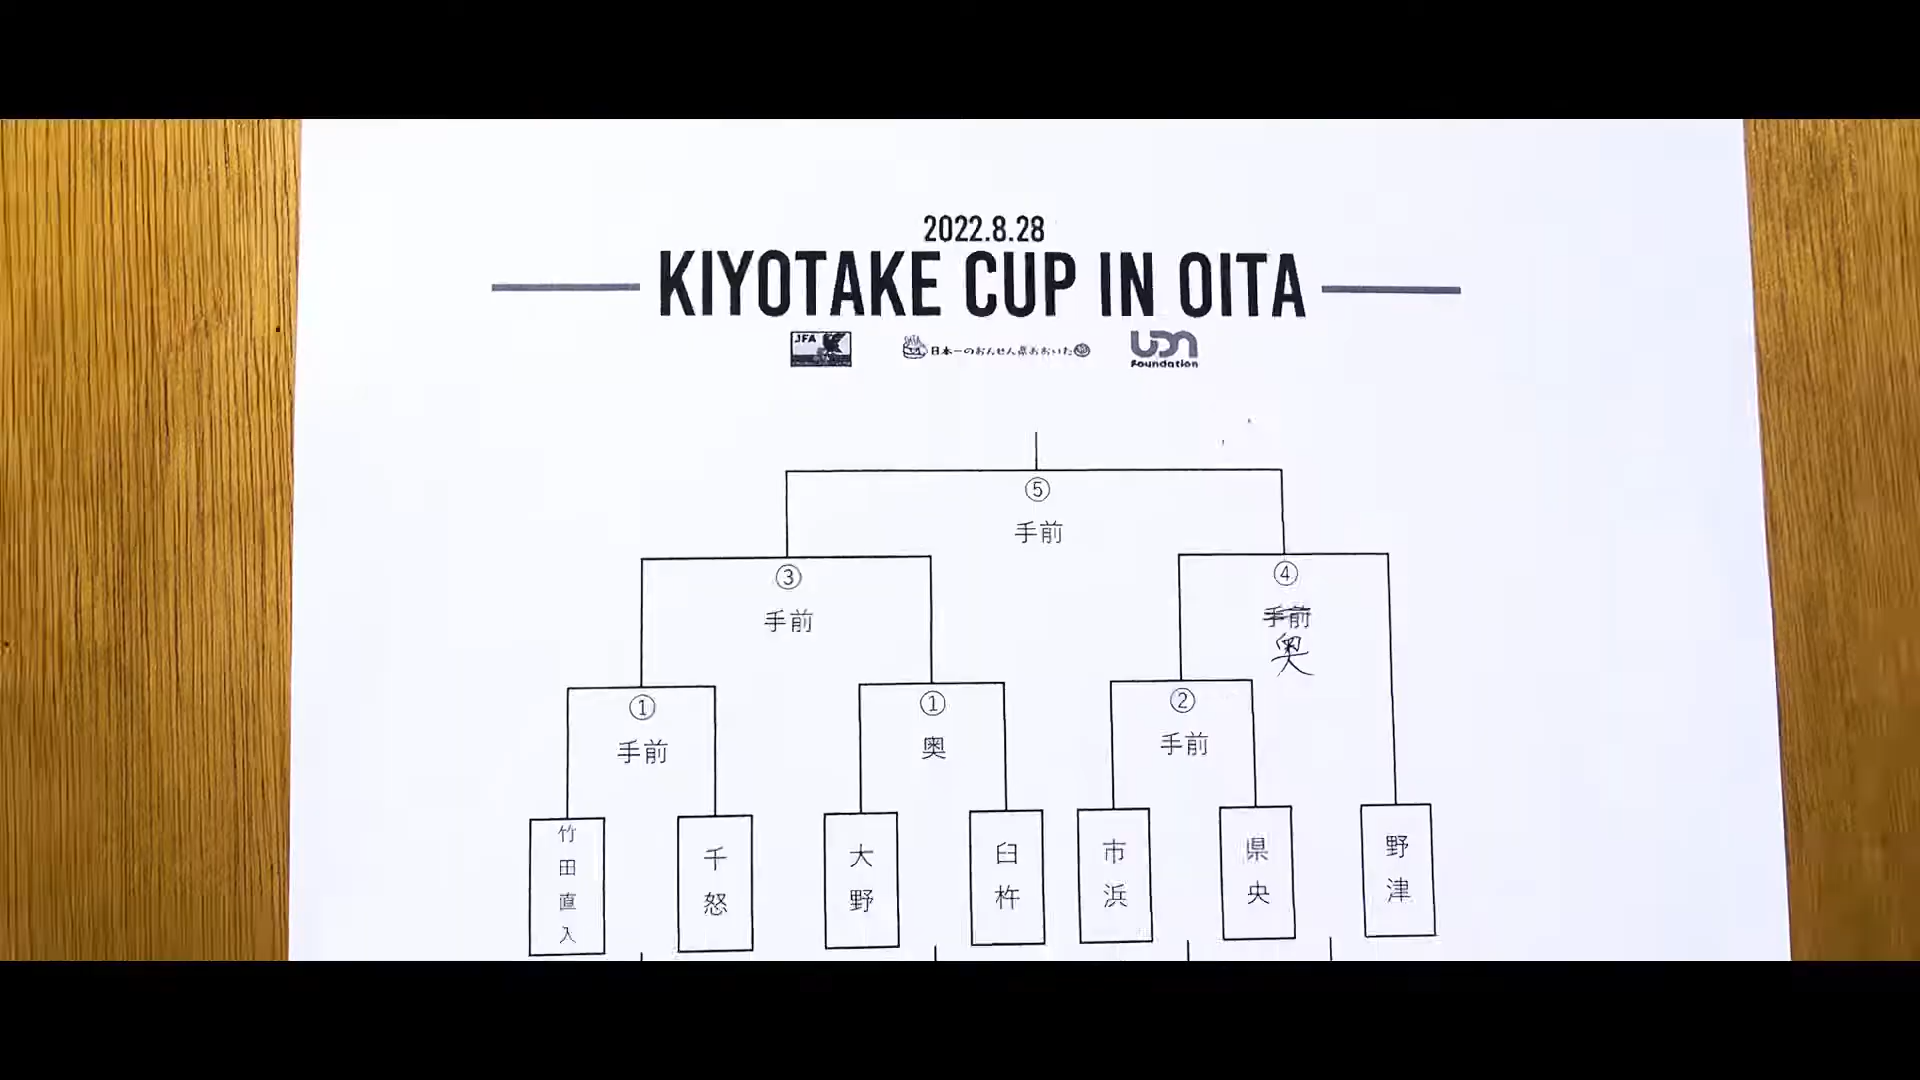 2022.8.28
KIYOTAKE CUP IN OITA
JFA
日本一のおんせん県おおいた
UDN
Foundation
⑤
手前
③
手前
④
手前
奥
①
手前
①
奥
②
手前
竹田直入
千怒
大野
臼杵
市浜
県央
野津